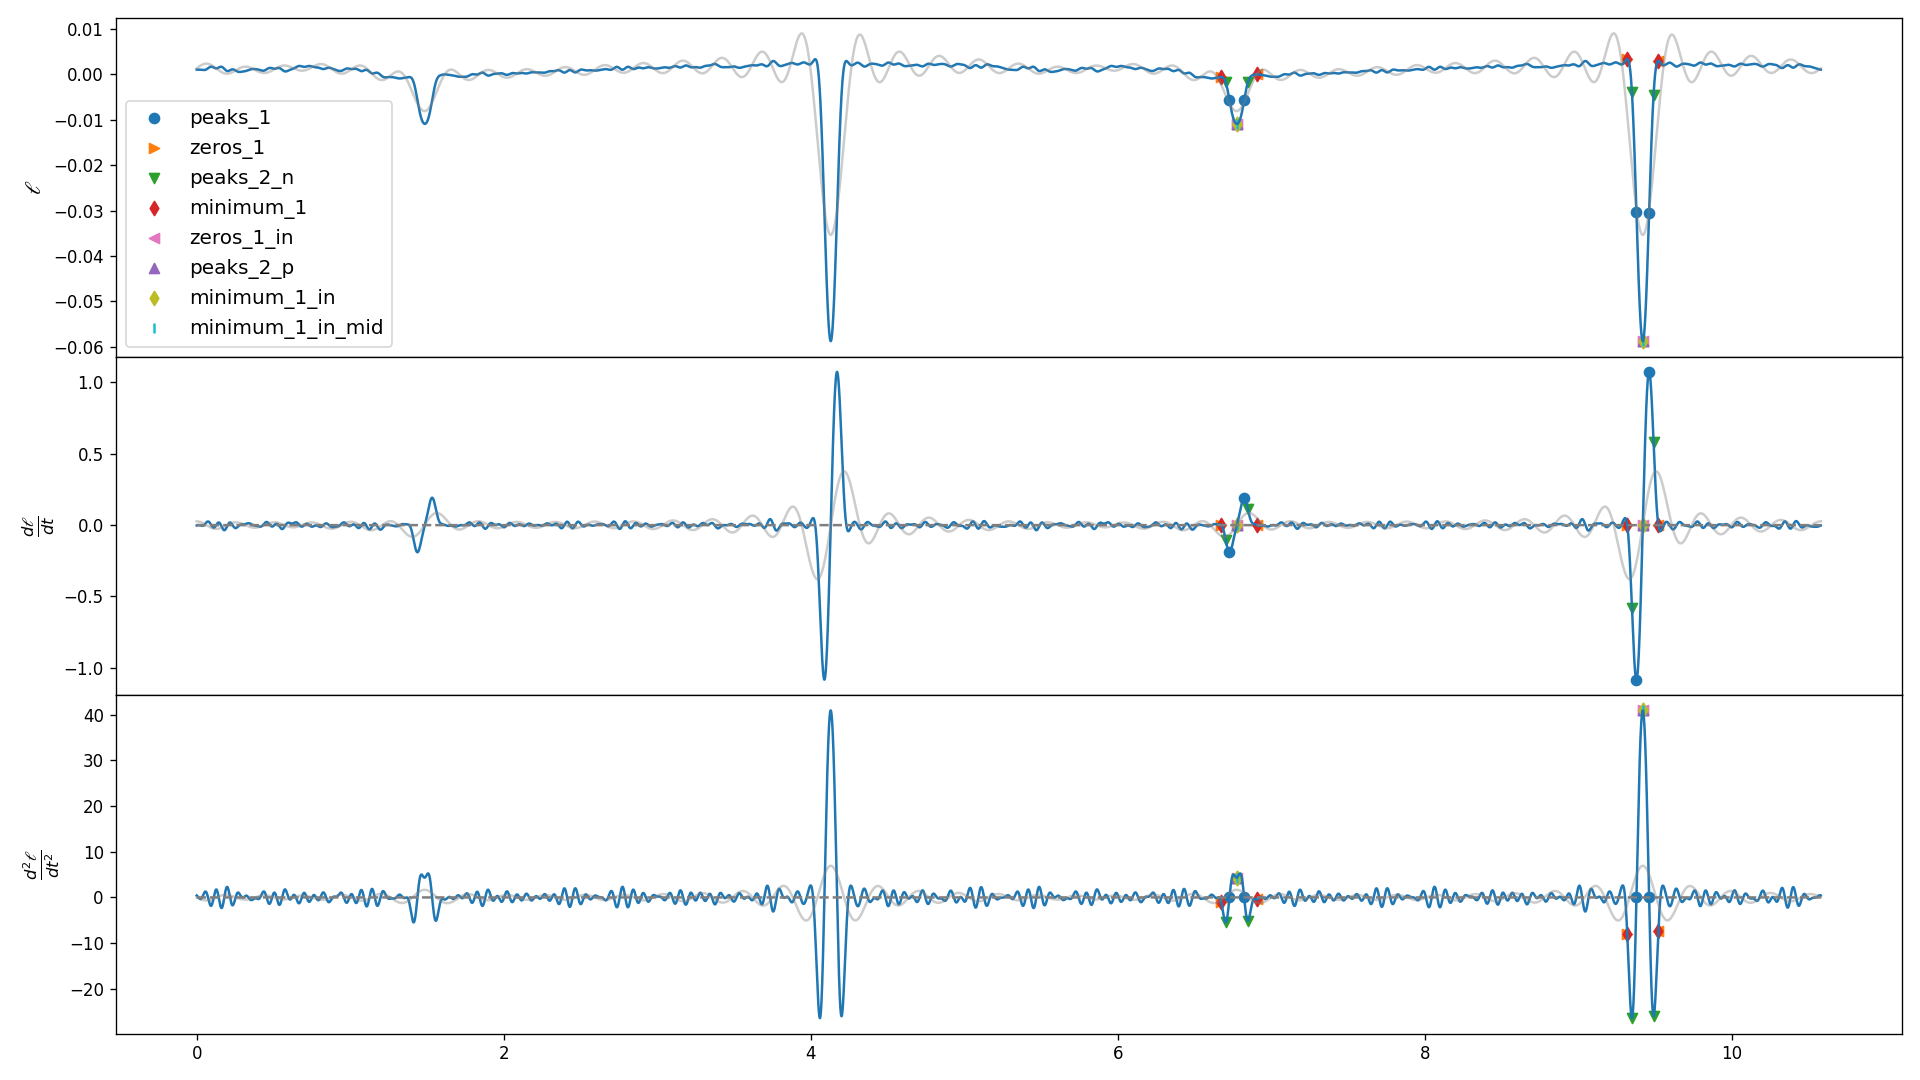 0.01
0.00
−0.01
−0.02
−0.03
−0.04
−0.05
−0.06
ℓ
peaks_1
zeros_1
peaks_2_n
minimum_1
zeros_1_in
peaks_2_p
minimum_1_in
minimum_1_in_mid
1.0
0.5
0.0
−0.5
−1.0
dℓ
dt
40
30
20
10
0
−10
−20
d²ℓ
dt²
0 2 4 6 8 10